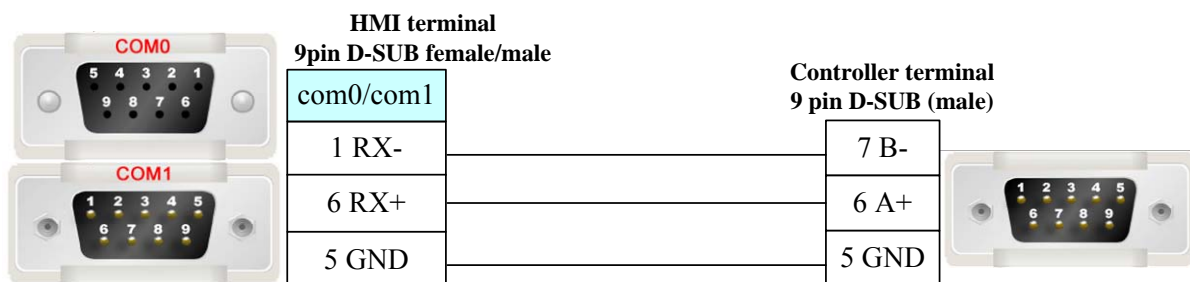 HMI terminal
9pin D-SUB female/male
COM0
5 4 3 2 1
9 8 7 6
COM1
1 2 3 4 5
6 7 8 9
com0/com1
1 RX-
6 RX+
5 GND
Controller terminal
9 pin D-SUB (male)
7 B-
6 A+
5 GND
1 2 3 4 5
6 7 8 9